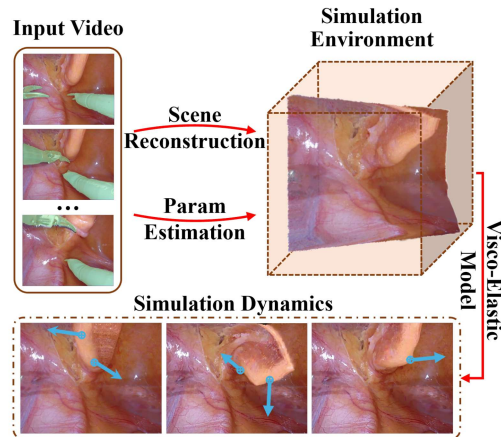 Input Video
Simulation
Environment
Scene
Reconstruction
Param
Estimation
...
Visco-Elastic
Model
Simulation Dynamics